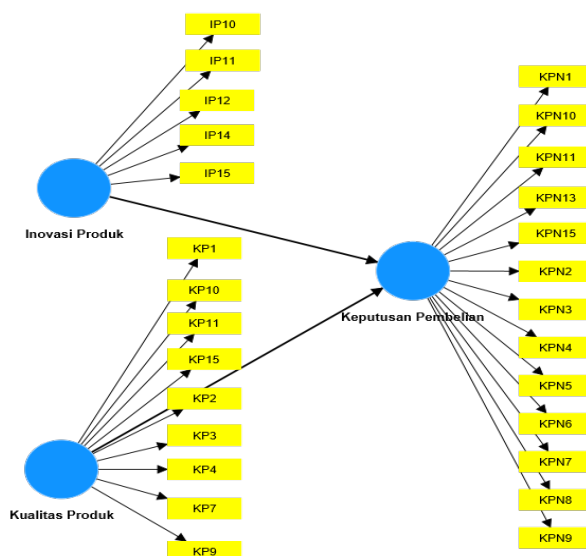 IP10
IP11
IP12
IP14
IP15
Inovasi Produk
KP1
KP10
KP11
KP15
KP2
KP3
KP4
KP7
KP9
Kualitas Produk
Keputusan Pembelian
KPN1
KPN10
KPN11
KPN13
KPN15
KPN2
KPN3
KPN4
KPN5
KPN6
KPN7
KPN8
KPN9